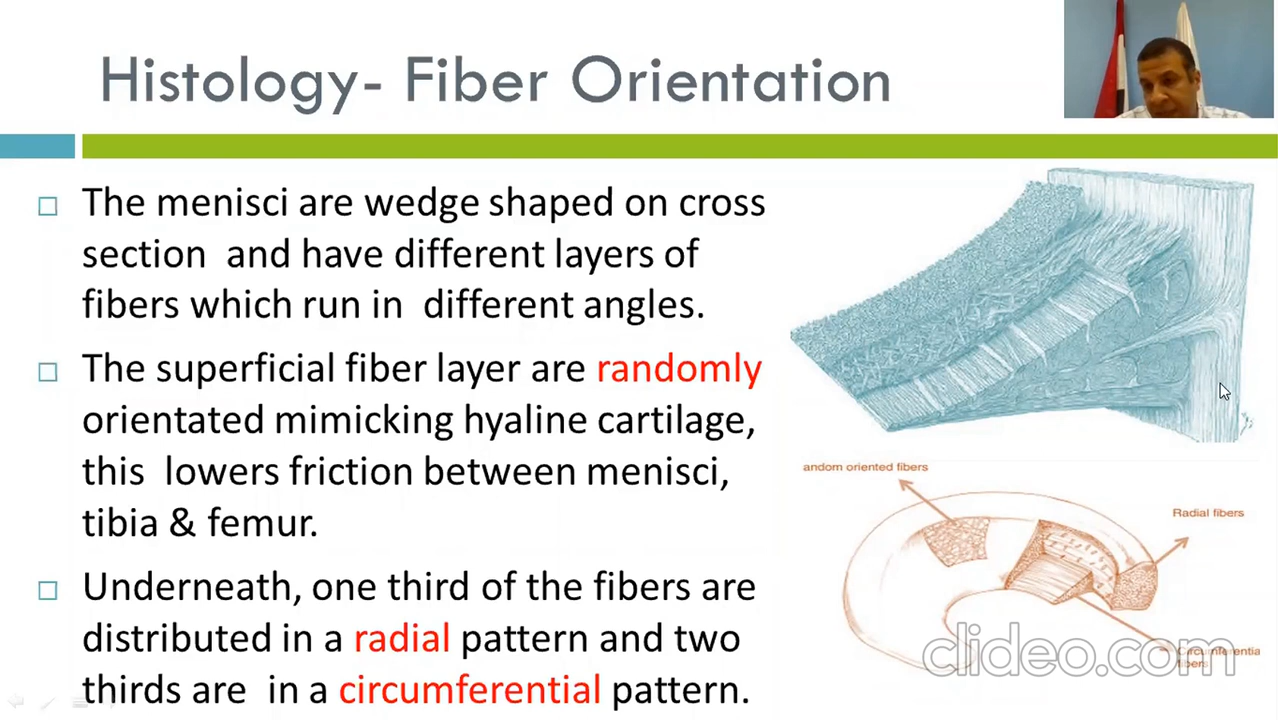 Histology- Fiber Orientation
The menisci are wedge shaped on cross
section and have different layers of
fibers which run in different angles.
The superficial fiber layer are randomly
orientated mimicking hyaline cartilage,
this lowers friction between menisci,
tibia & femur.
Underneath, one third of the fibers are
distributed in a radial pattern and two
thirds are in a circumferential pattern.
andom oriented fibers
Radial fibers
Circumferentia
fibers
clideo.com